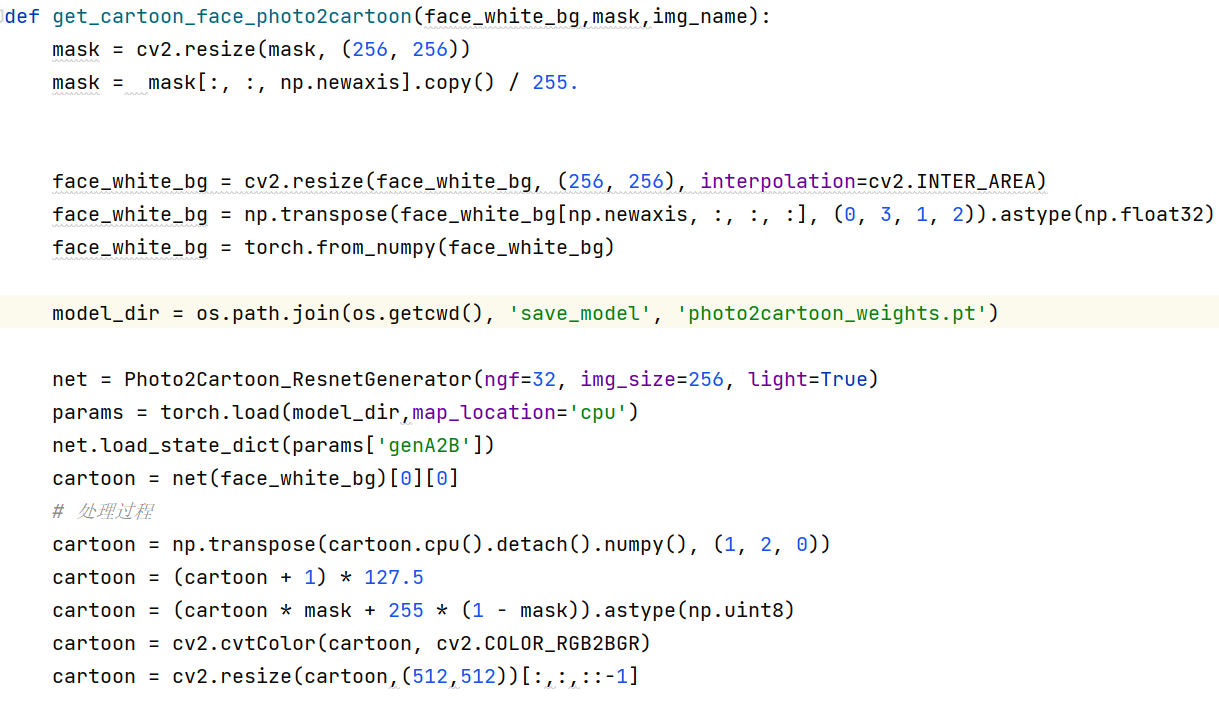 def get_cartoon_face_photo2cartoon(face_white_bg,mask,img_name):
    mask = cv2.resize(mask, (256, 256))
    mask =  mask[:, :, np.newaxis].copy() / 255.
    face_white_bg = cv2.resize(face_white_bg, (256, 256), interpolation=cv2.INTER_AREA)
    face_white_bg = np.transpose(face_white_bg[np.newaxis, :, :, :], (0, 3, 1, 2)).astype(np.float32)
    face_white_bg = torch.from_numpy(face_white_bg)
    model_dir = os.path.join(os.getcwd(), 'save_model', 'photo2cartoon_weights.pt')
    net = Photo2Cartoon_ResnetGenerator(ngf=32, img_size=256, light=True)
    params = torch.load(model_dir,map_location='cpu')
    net.load_state_dict(params['genA2B'])
    cartoon = net(face_white_bg)[0][0]
    # 处理过程
    cartoon = np.transpose(cartoon.cpu().detach().numpy(), (1, 2, 0))
    cartoon = (cartoon + 1) * 127.5
    cartoon = (cartoon * mask + 255 * (1 - mask)).astype(np.uint8)
    cartoon = cv2.cvtColor(cartoon, cv2.COLOR_RGB2BGR)
    cartoon = cv2.resize(cartoon,(512,512))[:,:,::-1]